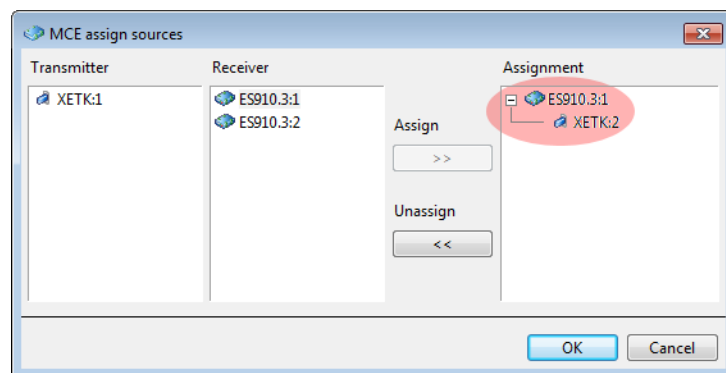 MCE assign sources
Transmitter
Receiver
Assignment
XETK:1
ES910.3:1
ES910.3:2
Assign
>>
Unassign
<<
ES910.3:1
XETK:2
OK
Cancel